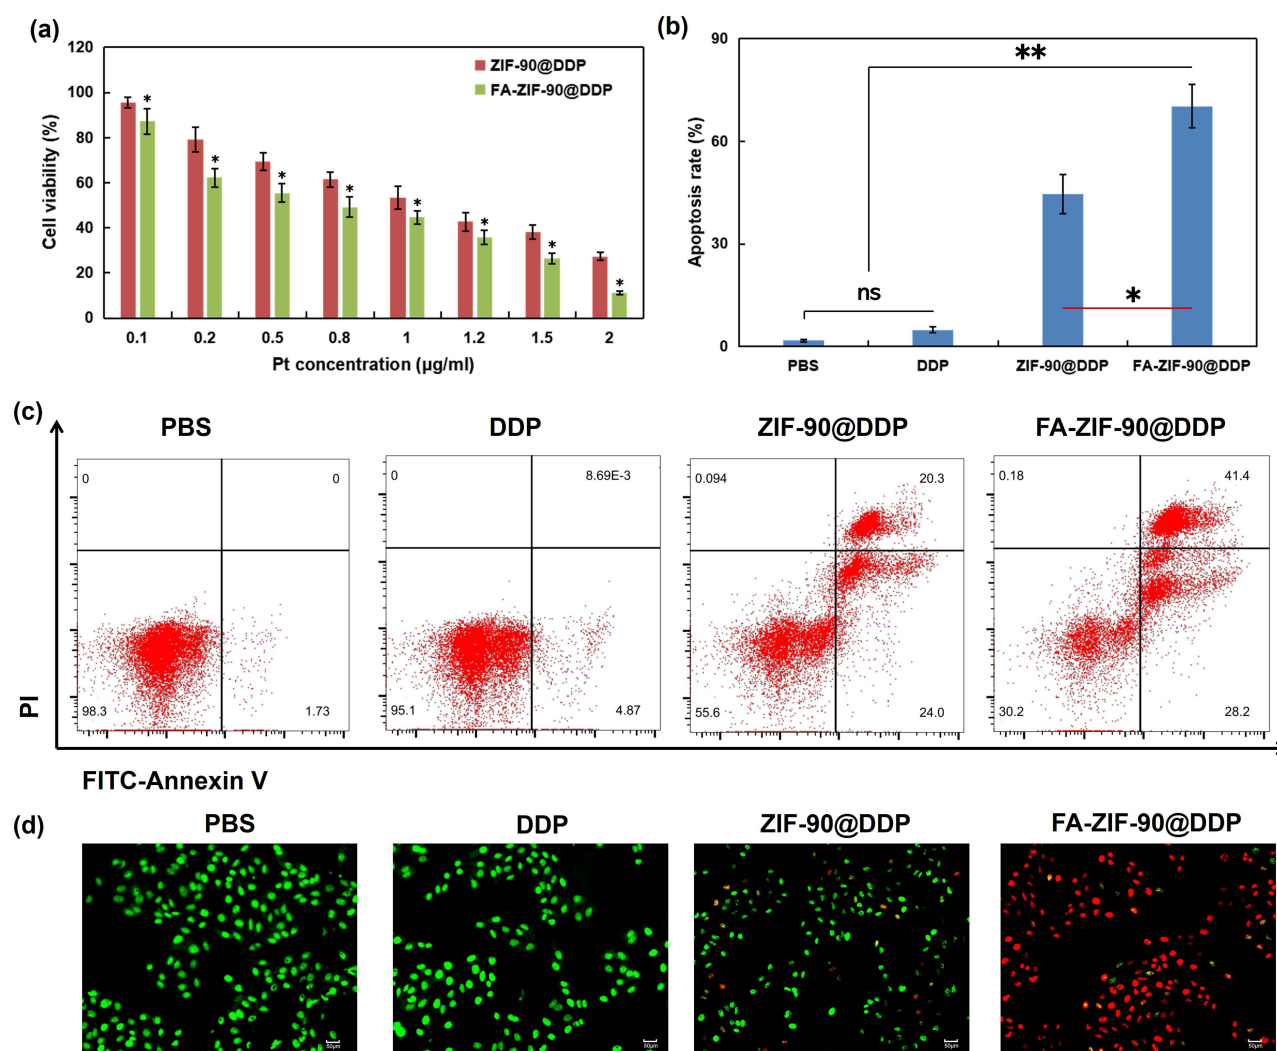 (a)
120
100
80
60
40
20
0
Cell viability (%)
ZIF-90@DDP
FA-ZIF-90@DDP
* * * * * * * *
0.1 0.2 0.5 0.8 1 1.2 1.5 2
Pt concentration (μg/ml)
(b)
90
60
30
0
Apoptosis rate (%)
**
ns
*
PBS DDP ZIF-90@DDP FA-ZIF-90@DDP
(c)
PBS DDP ZIF-90@DDP FA-ZIF-90@DDP
0 0 0 8.69E-3 0.094 20.3 0.18 41.4
98.3 1.73 95.1 4.87 55.6 24.0 30.2 28.2
PI
FITC-Annexin V
(d)
PBS DDP ZIF-90@DDP FA-ZIF-90@DDP
50μm 50μm 50μm 50μm